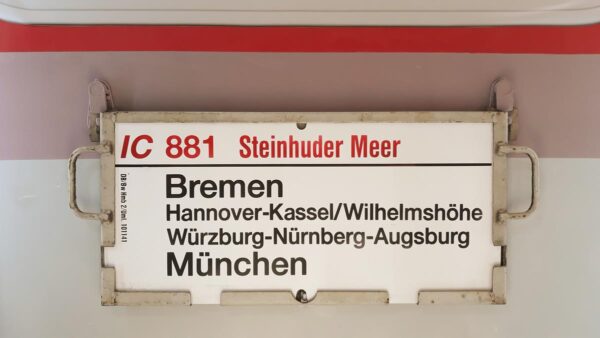 IC 881 Steinhuder Meer
Bremen
Hannover-Kassel/Wilhelmshöhe
Würzburg-Nürnberg-Augsburg
München